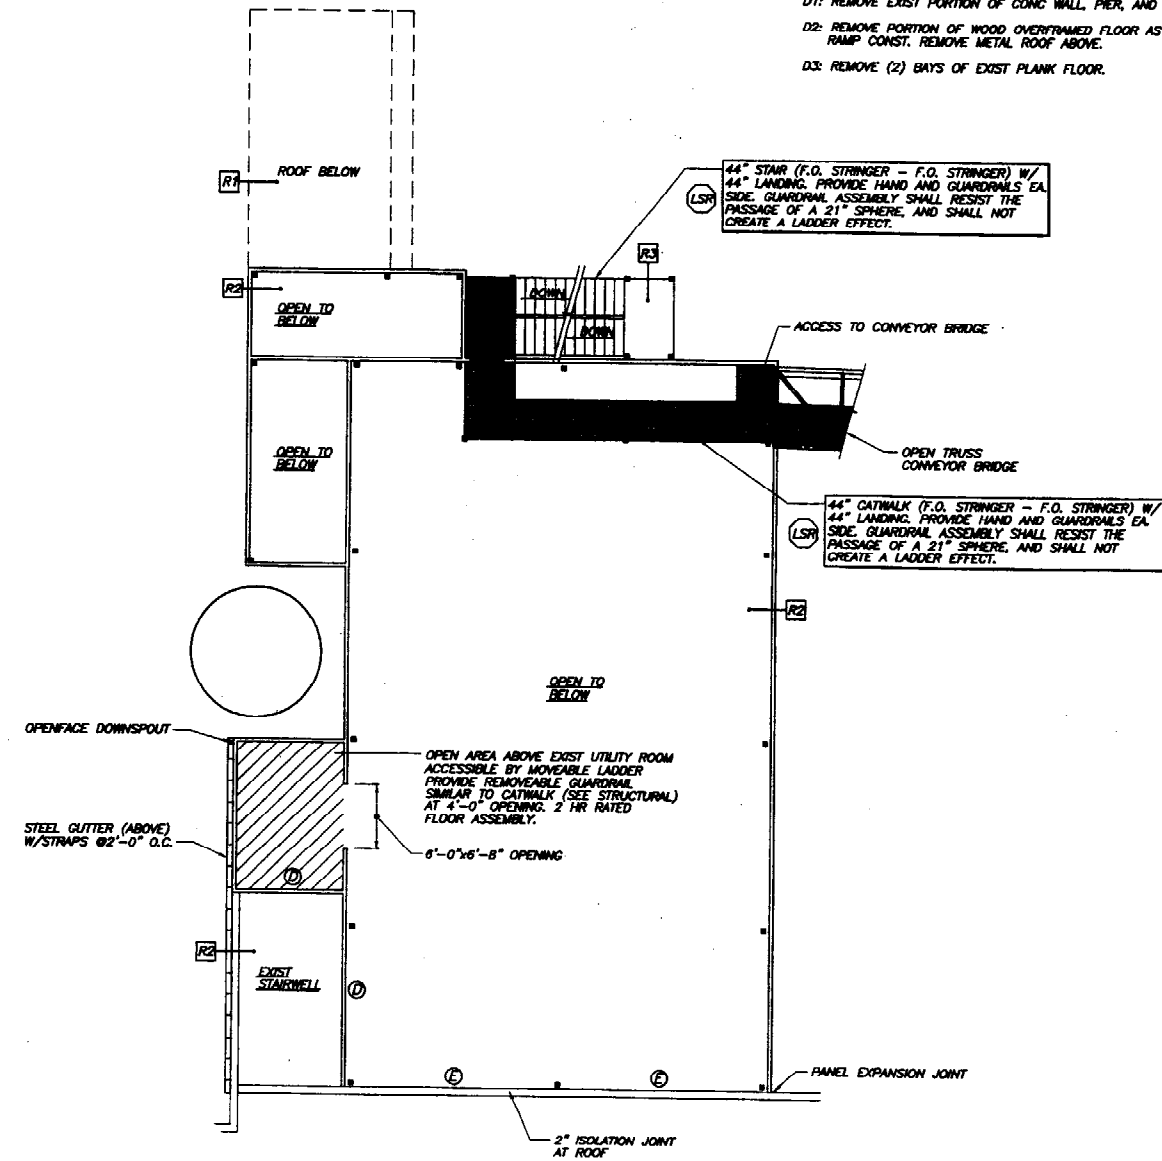 D1: REMOVE EXIST PORTION OF CONC WALL, PIER, AND
D2: REMOVE PORTION OF WOOD OVERFRAMED FLOOR AS
RAMP CONST. REMOVE METAL ROOF ABOVE.
D3: REMOVE (2) BAYS OF EXIST PLANK FLOOR.
ROOF BELOW
R1
44" STAIR (F.O. STRINGER - F.O. STRINGER) W/
44" LANDING. PROVIDE HAND AND GUARDRAILS EA.
SIDE. GUARDRAIL ASSEMBLY SHALL RESIST THE
PASSAGE OF A 21" SPHERE, AND SHALL NOT
CREATE A LADDER EFFECT.
LSR
R3
R2
OPEN TO
BELOW
DOWN
DOWN
ACCESS TO CONVEYOR BRIDGE
OPEN TO
BELOW
OPEN TRUSS
CONVEYOR BRIDGE
44" CATWALK (F.O. STRINGER - F.O. STRINGER) W/
44" LANDING. PROVIDE HAND AND GUARDRAILS EA.
SIDE. GUARDRAIL ASSEMBLY SHALL RESIST THE
PASSAGE OF A 21" SPHERE, AND SHALL NOT
CREATE A LADDER EFFECT.
LSR
R2
OPEN TO
BELOW
OPENFACE DOWNSPOUT
OPEN AREA ABOVE EXIST UTILITY ROOM
ACCESSIBLE BY MOVEABLE LADDER
PROVIDE REMOVEABLE GUARDRAIL
SIMILAR TO CATWALK (SEE STRUCTURAL)
AT 4'-0" OPENING. 2 HR RATED
FLOOR ASSEMBLY.
STEEL GUTTER (ABOVE)
W/STRAPS @2'-0" O.C.
6'-0"x6'-8" OPENING
D
R2
EXIST
STAIRWELL
D
E
E
PANEL EXPANSION JOINT
2" ISOLATION JOINT
AT ROOF